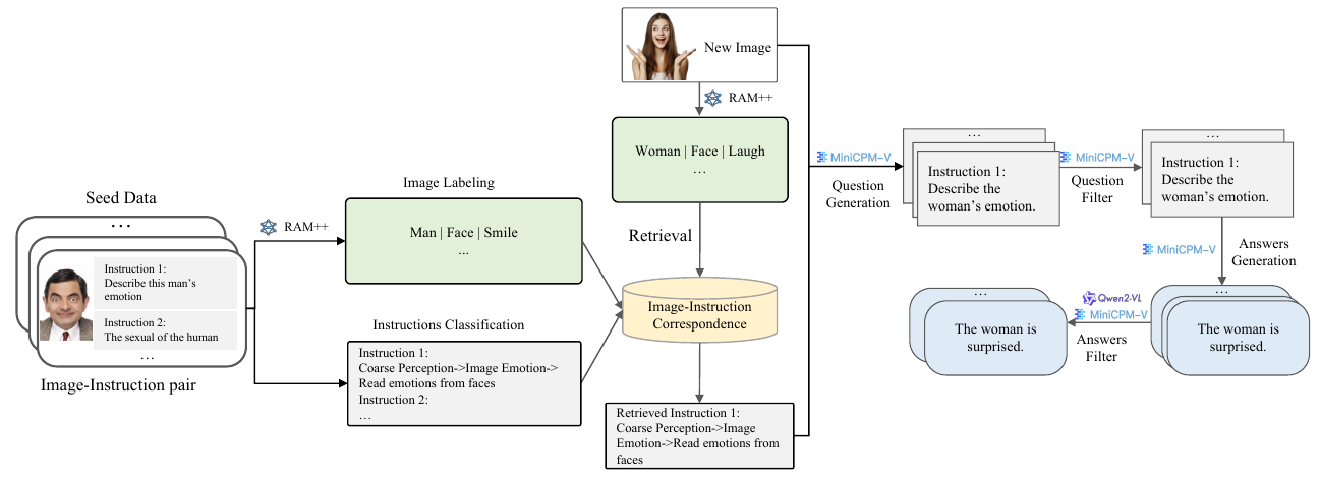 New Image
RAM++
Woman | Face | Laugh
...
Retrieval
Seed Data
...
Instruction 1:
Describe this man's
emotion
Instruction 2:
The sexual of the human
...
Image-Instruction pair
RAM++
Image Labeling
Man | Face | Smile
...
Instructions Classification
Instruction 1:
Coarse Perception->Image Emotion->
Read emotions from faces
Instruction 2:
...
Image-Instruction
Correspondence
Retrieved Instruction 1:
Coarse Perception->Image
Emotion->Read emotions from
faces
MiniCPM-V
Question
Generation
...
Instruction 1:
Describe the
woman's emotion.
MiniCPM-V
Question
Filter
...
Instruction 1:
Describe the
woman's emotion.
MiniCPM-V
Answers
Generation
...
The woman is
surprised.
Qwen2-VL
MiniCPM-V
Answers
Filter
...
The woman is
surprised.